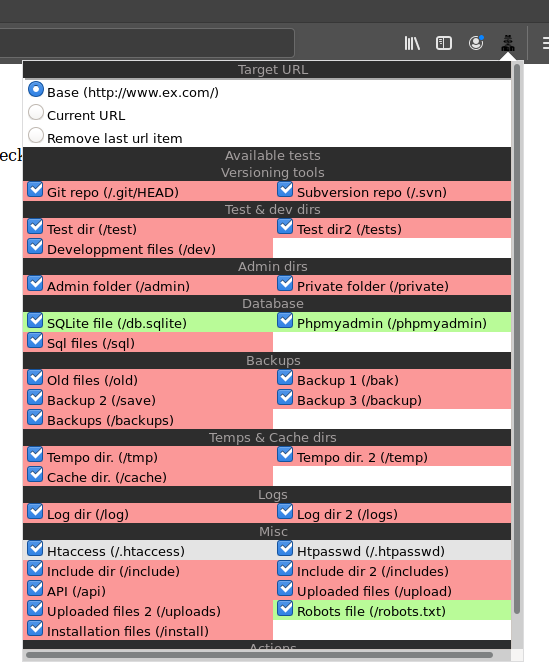 Target URL
Base (http://www.ex.com/)
Current URL
Remove last url item
eck
Available tests
Versioning tools
Git repo (/.git/HEAD) Subversion repo (/.svn)
Test & dev dirs
Test dir (/test) Test dir2 (/tests)
Developpment files (/dev)
Admin dirs
Admin folder (/admin) Private folder (/private)
Database
SQLite file (/db.sqlite) Phpmyadmin (/phpmyadmin)
Sql files (/sql)
Backups
Old files (/old) Backup 1 (/bak)
Backup 2 (/save) Backup 3 (/backup)
Backups (/backups)
Temps & Cache dirs
Tempo dir. (/tmp) Tempo dir. 2 (/temp)
Cache dir. (/cache)
Logs
Log dir (/log) Log dir 2 (/logs)
Misc
Htaccess (/.htaccess) Htpasswd (/.htpasswd)
Include dir (/include) Include dir 2 (/includes)
API (/api) Uploaded files (/upload)
Uploaded files 2 (/uploads) Robots file (/robots.txt)
Installation files (/install)
Actions